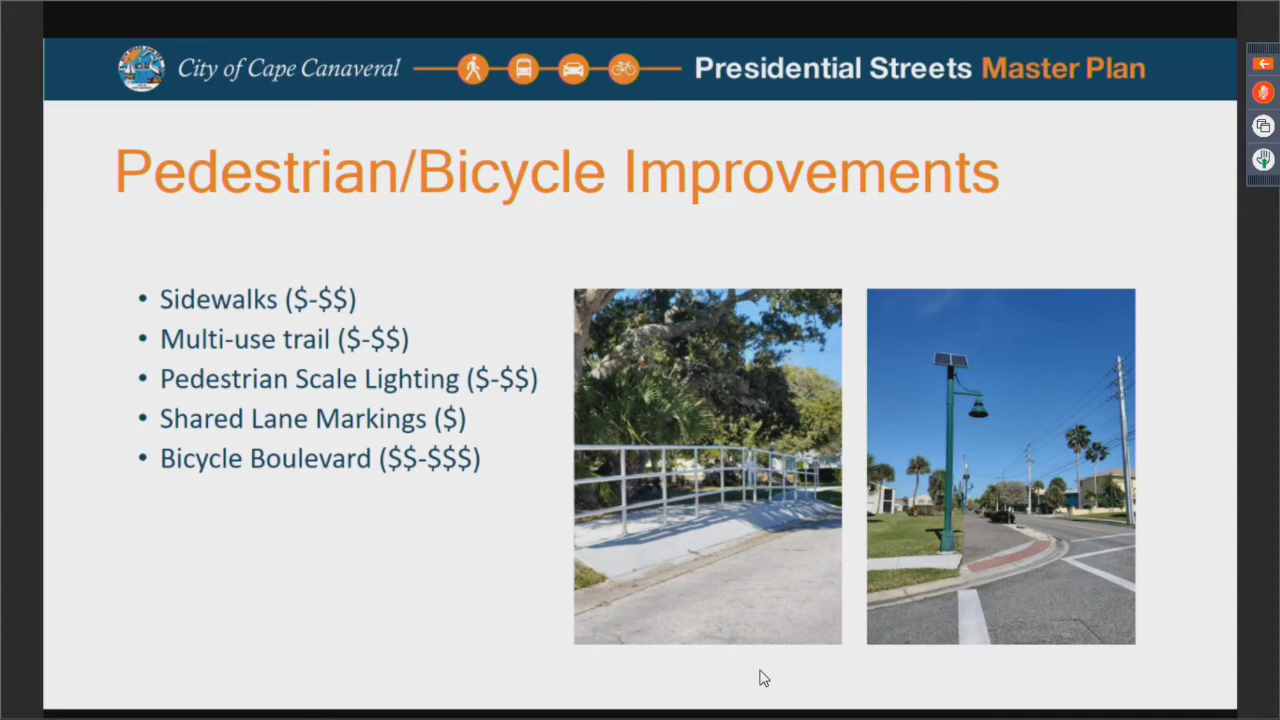 City of Cape Canaveral
Presidential Streets Master Plan
Pedestrian/Bicycle Improvements
• Sidewalks ($-$$)
• Multi-use trail ($-$$)
• Pedestrian Scale Lighting ($-$$)
• Shared Lane Markings ($)
• Bicycle Boulevard ($$-$$$)